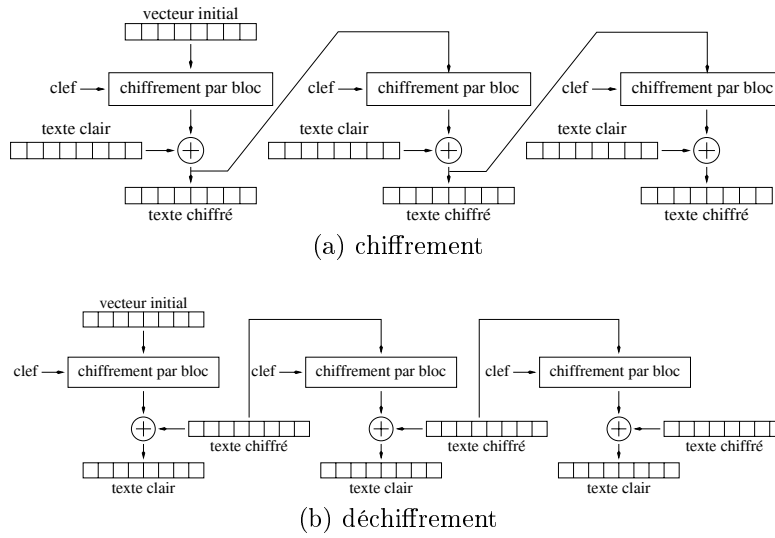 vecteur initial
clef
chiffrement par bloc
clef
chiffrement par bloc
clef
chiffrement par bloc
texte clair
texte clair
texte clair
texte chiffré
texte chiffré
texte chiffré
(a) chiffrement
vecteur initial
clef
chiffrement par bloc
clef
chiffrement par bloc
clef
chiffrement par bloc
texte chiffré
texte chiffré
texte chiffré
texte clair
texte clair
texte clair
(b) déchiffrement